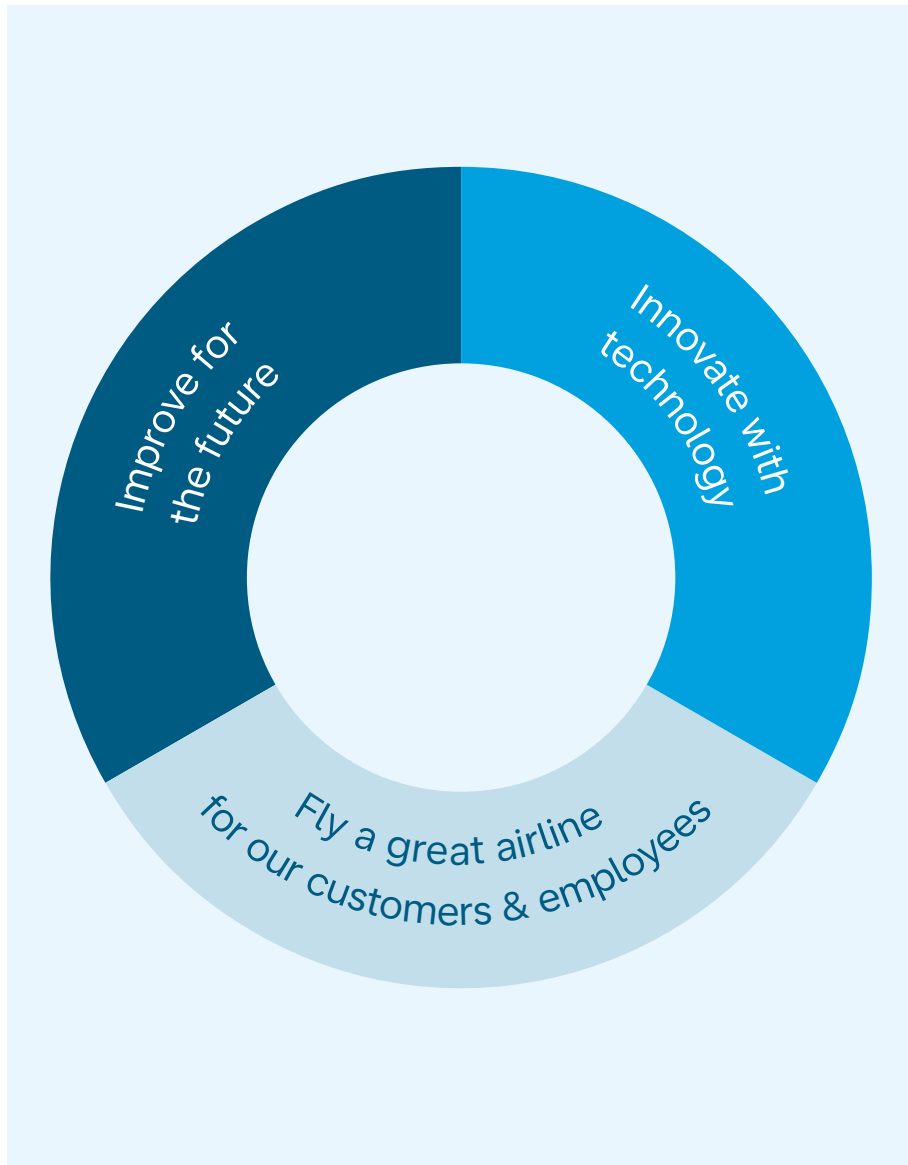 Improve for
the future
Innovate with
technology
Fly a great airline
for our customers & employees